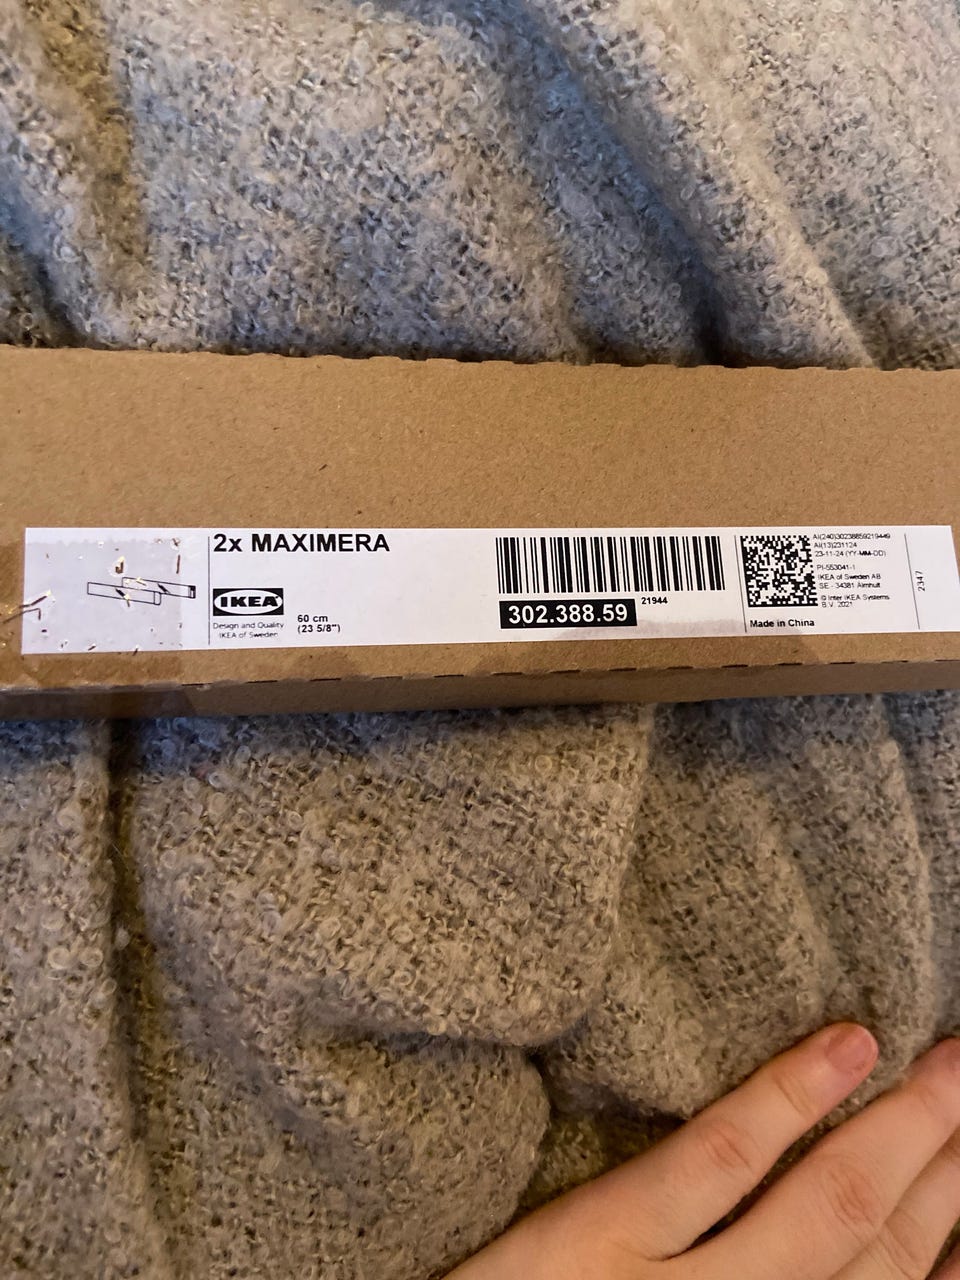 2x MAXIMERA
IKEA
Design and Quality
IKEA of Sweden
60 cm
(23 5/8")
302.388.59
21944
AI(240)30238859219449
AI(13)231124
23-11-24 (YY-MM-DD)
PI-553041-1
IKEA of Sweden AB
SE - 34381 Älmhult
© Inter IKEA Systems
B.V. 2021
Made in China
2347